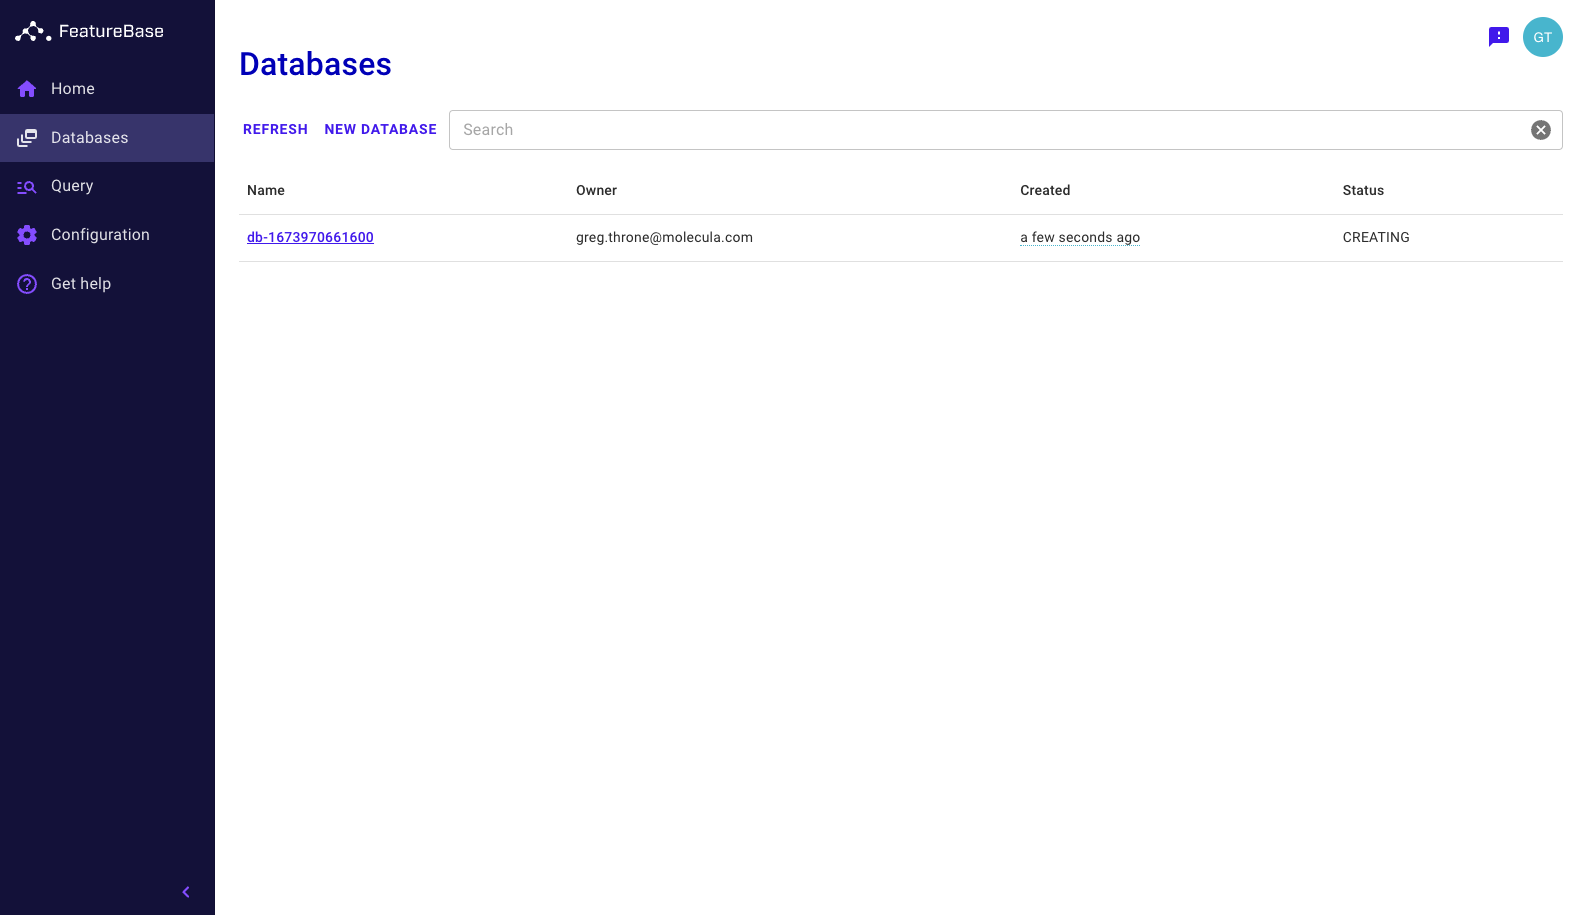 FeatureBase
Home
Databases
Query
Configuration
Get help
GT
Databases
REFRESH NEW DATABASE Search
Name Owner Created Status
db-1673970661600 greg.throne@molecula.com a few seconds ago CREATING